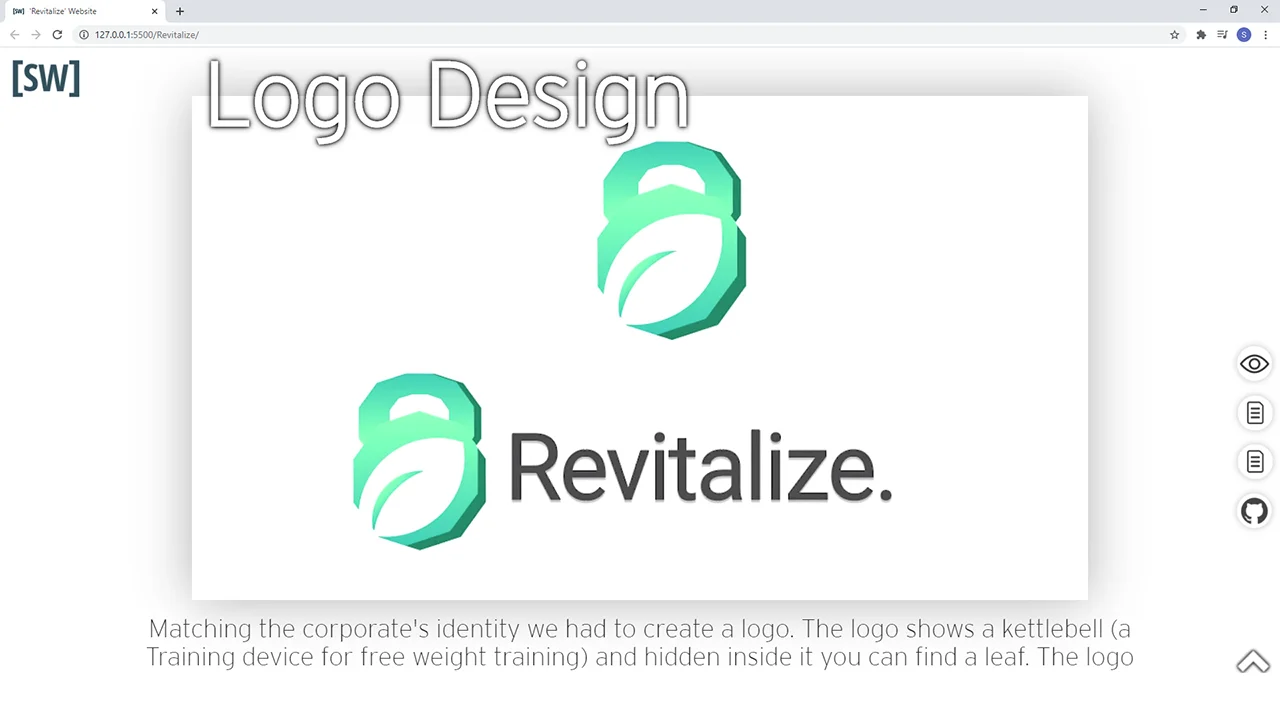 [SW] 'Revitalize' Website
127.0.0.1:5500/Revitalize/
S
[SW]
Logo Design
Revitalize.
Matching the corporate's identity we had to create a logo. The logo shows a kettlebell (a
Training device for free weight training) and hidden inside it you can find a leaf. The logo